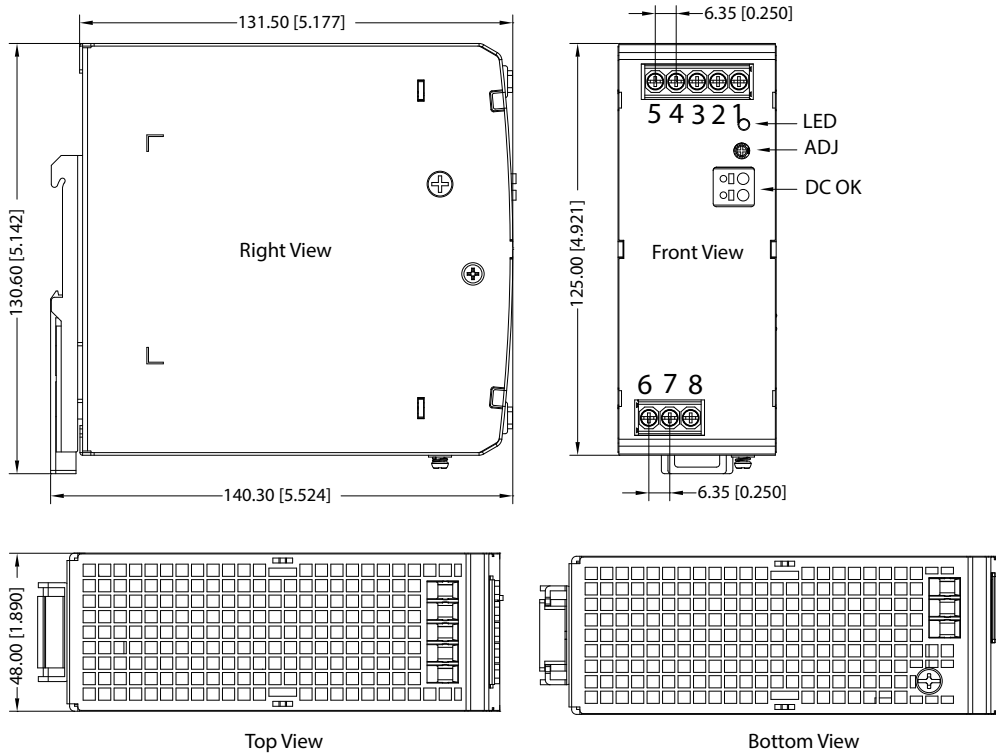 131.50 [5.177]
6.35 [0.250]
5 4 3 2 1
LED
ADJ
DC OK
130.60 [5.142]
Right View
125.00 [4.921]
Front View
6 7 8
140.30 [5.524]
6.35 [0.250]
48.00 [1.890]
Top View
Bottom View